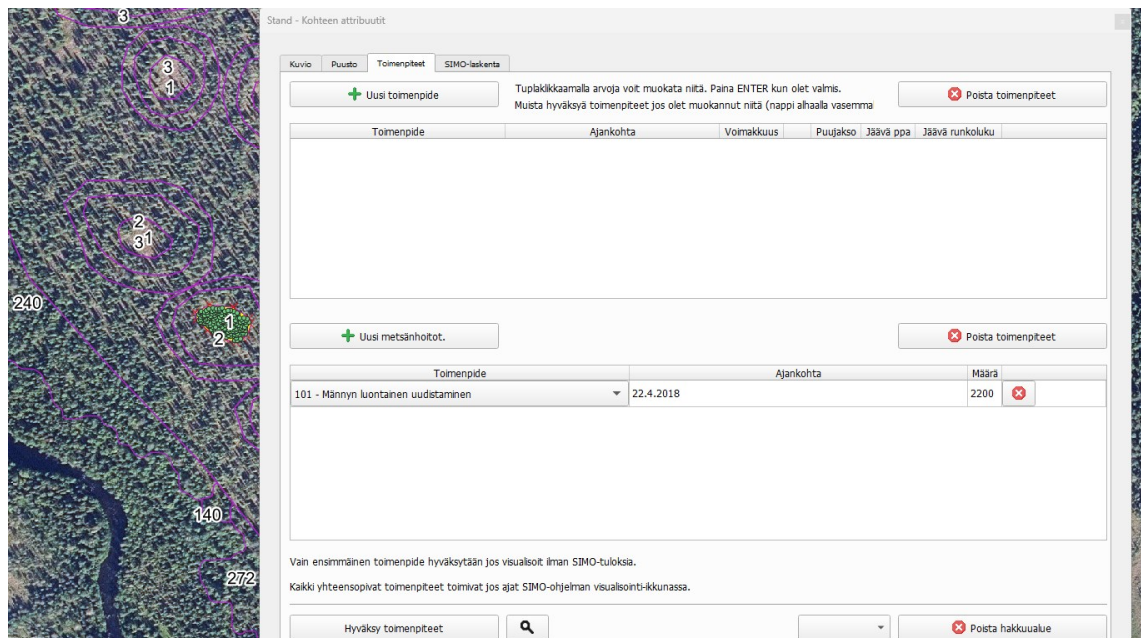 Stand - Kohteen attribuutit
Kuvio Puusto Toimenpiteet SIMO-laskenta
Uusi toimenpide
Tuplaklikkaamalla arvoja voit muokata niitä. Paina ENTER kun olet valmis.
Muista hyväksyä toimenpiteet jos olet muokannut niitä (nappi alhaalla vasemma
Poista toimenpiteet
Toimenpide Ajankohta Voimakkuus Puujakso Jäävä ppa Jäävä runkoluku
Uusi metsänhoitot.
Poista toimenpiteet
Toimenpide Ajankohta Määrä
101 - Männyn luontainen uudistaminen 22.4.2018 2200
Vain ensimmäinen toimenpide hyväksytään jos visualisoit ilman SIMO-tuloksia.
Kaikki yhteensopivat toimenpiteet toimivat jos ajat SIMO-ohjelman visualisointi-ikkunassa.
Hyväksy toimenpiteet
Poista hakkuualue
3
3
1
2
31
240
1
2
140
272